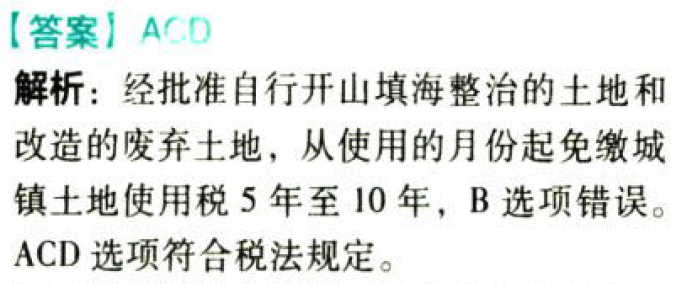 【答案】ACD
解析：经批准自行开山填海整治的土地和
改造的废弃土地，从使用的月份起免缴城
镇土地使用税 5 年至 10 年，B 选项错误。
ACD 选项符合税法规定。